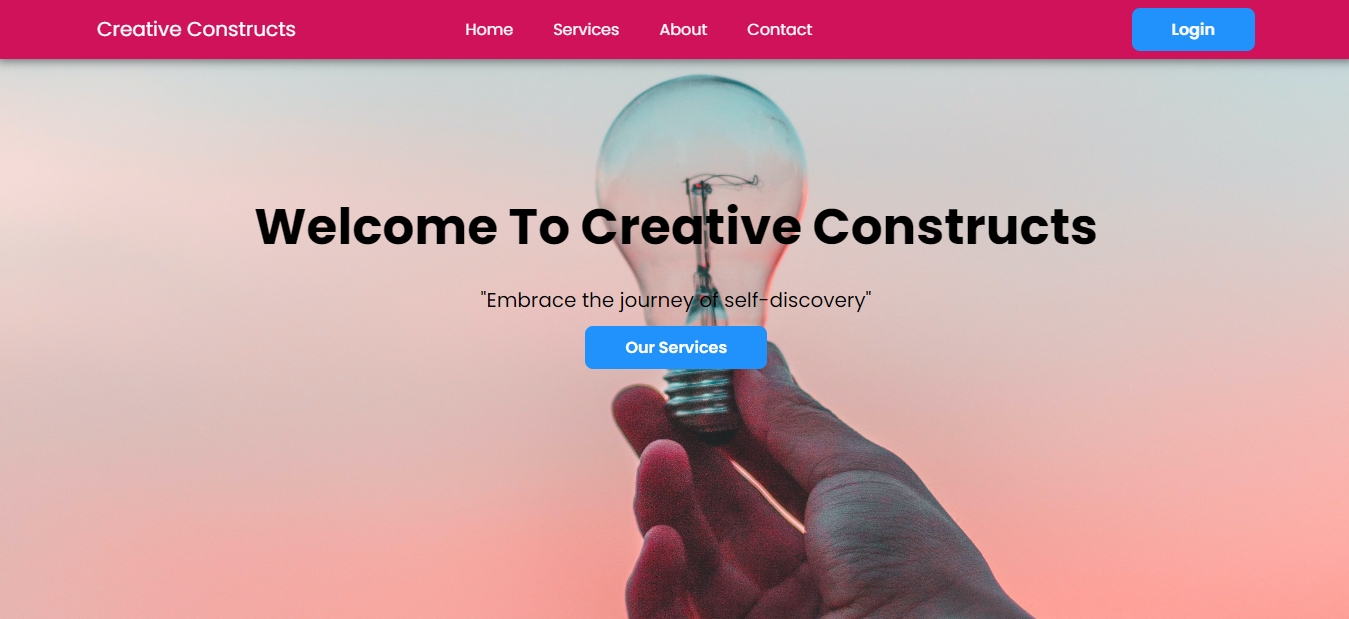 Creative Constructs
Home Services About Contact
Login
Welcome To Creative Constructs
"Embrace the journey of self-discovery"
Our Services